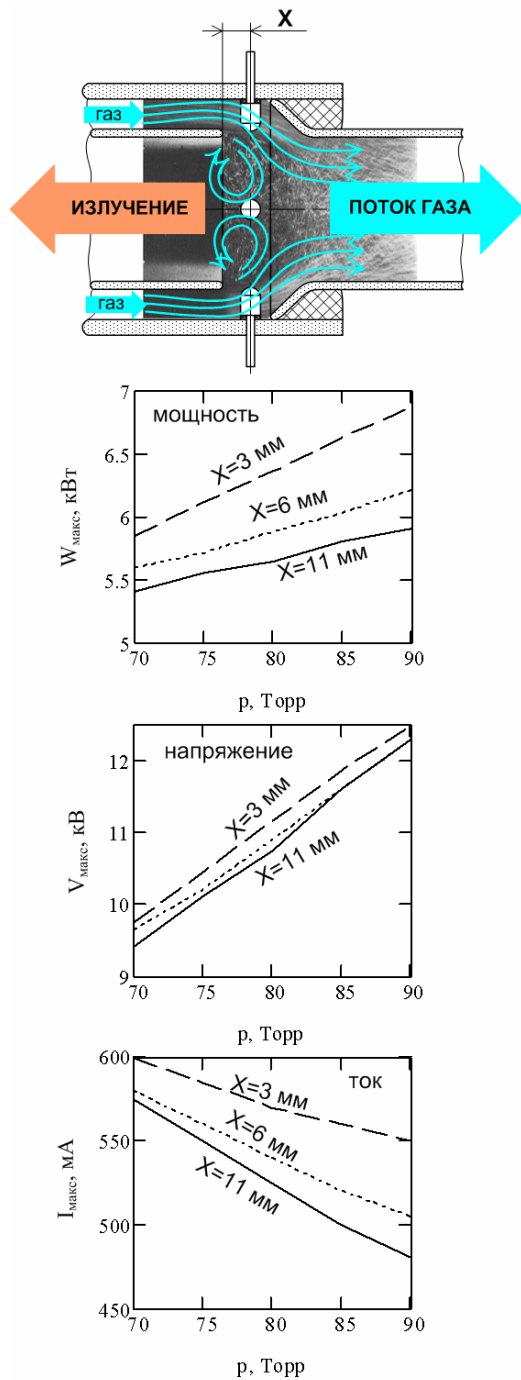 X
газ
ИЗЛУЧЕНИЕ
ПОТОК ГАЗА
газ
7
мощность
6.5
X=3 мм
Wмакс, кВт
6
X=6 мм
5.5
X=11 мм
5
70 75 80 85 90
p, Торр
напряжение
12
X=3 мм
Vмакс, кВ
11
X=11 мм
10
9
70 75 80 85 90
p, Торр
600
ток
X=3 мм
550
X=6 мм
Iмакс, мА
X=11 мм
500
450
70 75 80 85 90
p, Торр